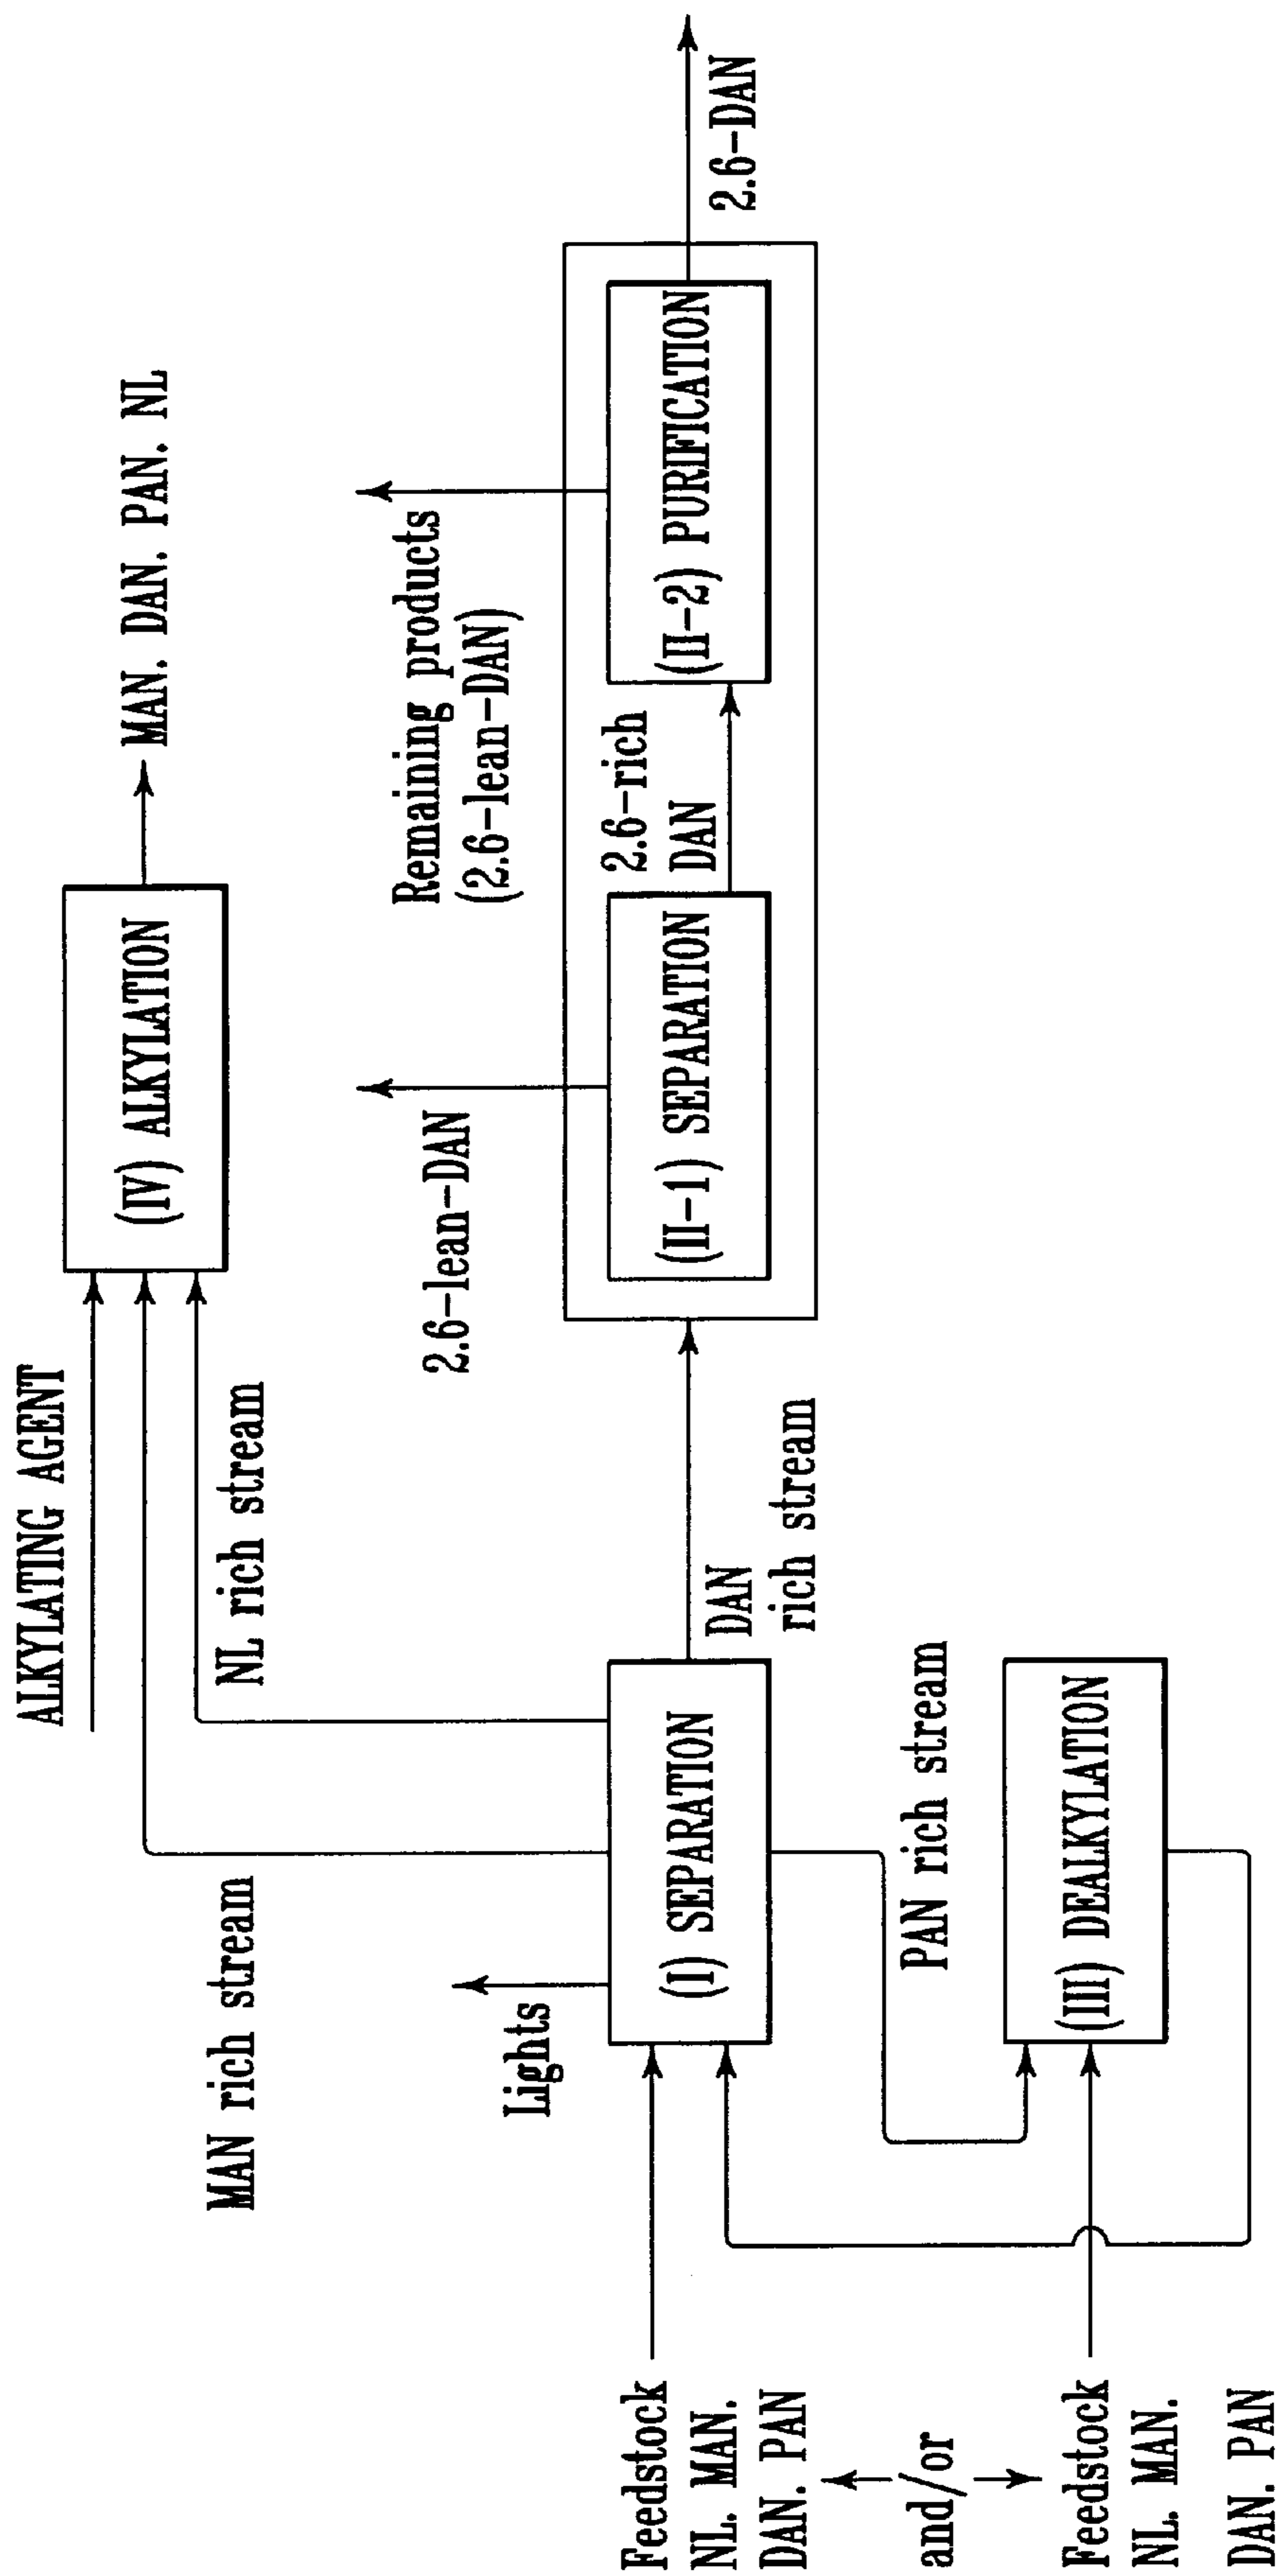 ALKYLATING AGENT
(IV) ALKYLATION
MAN. DAN. PAN. NL
MAN rich stream
NL rich stream
Lights
2.6-lean-DAN
Remaining products
(2.6-lean-DAN)
Feedstock
NL. MAN.
DAN. PAN
(I) SEPARATION
DAN
rich stream
(II-1) SEPARATION
2.6-rich
DAN
(II-2) PURIFICATION
2.6-DAN
and/or
PAN rich stream
Feedstock
NL. MAN.
DAN. PAN
(III) DEALKYLATION